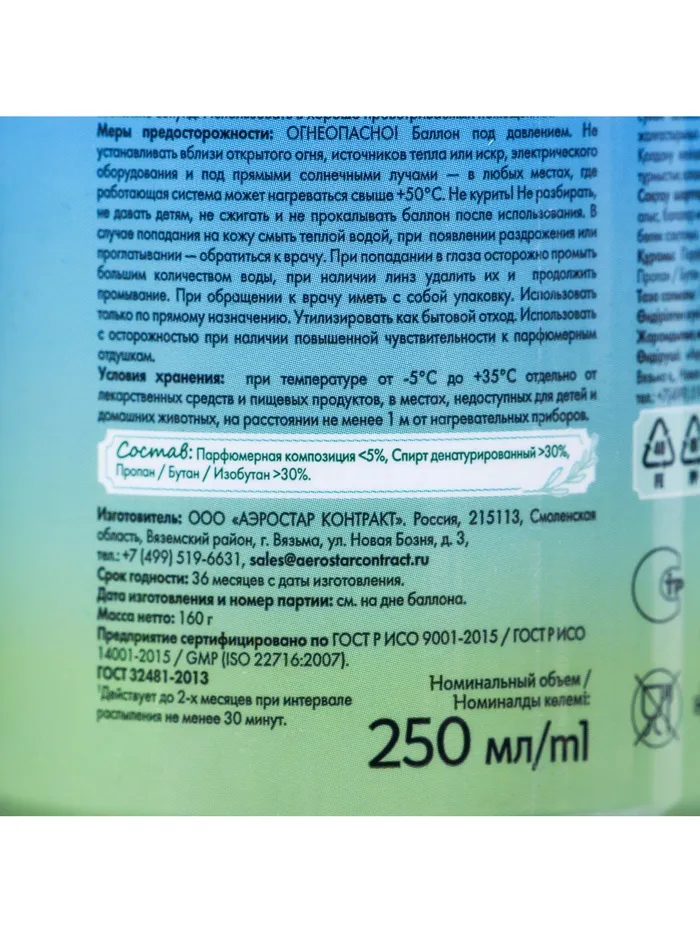 Меры предосторожности: ОГНЕОПАСНО! Баллон под давлением. Не
устанавливать вблизи открытого огня, источников тепла или искр, электрического
оборудования и под прямыми солнечными лучами — в любых местах, где
работающая система может нагреваться свыше +50°С. Не курить! Не разбирать,
не давать детям, не сжигать и не прокалывать баллон после использования. В
случае попадания на кожу смыть теплой водой, при появлении раздражения или
проглатывании — обратиться к врачу. При попадании в глаза осторожно промыть
большим количеством воды, при наличии линз удалить их и продолжить
промывание. При обращении к врачу иметь с собой упаковку. Использовать
только по прямому назначению. Утилизировать как бытовой отход. Использовать
с осторожностью при наличии повышенной чувствительности к парфюмерным
отдушкам.
Условия хранения: при температуре от -5°С до +35°С отдельно от
лекарственных средств и пищевых продуктов, в местах, недоступных для детей и
домашних животных, на расстоянии не менее 1 м от нагревательных приборов.
Состав: Парфюмерная композиция <5%, Спирт денатурированный >30%,
Пропан / Бутан / Изобутан >30%.
Изготовитель: ООО «АЭРОСТАР КОНТРАКТ». Россия, 215113, Смоленская
область, Вяземский район, г. Вязьма, ул. Новая Бозня, д. 3,
тел.: +7 (499) 519-6631, sales@aerostarcontract.ru
Срок годности: 36 месяцев с даты изготовления.
Дата изготовления и номер партии: см. на дне баллона.
Масса нетто: 160 г
Предприятие сертифицировано по ГОСТ Р ИСО 9001-2015 / ГОСТ Р ИСО
14001-2015 / GMP (ISO 22716:2007).
ГОСТ 32481-2013
¹Действует до 2-х месяцев при интервале
распыления не менее 30 минут.
Номинальный объем /
Номиналды көлемі:
250 мл/ml
40